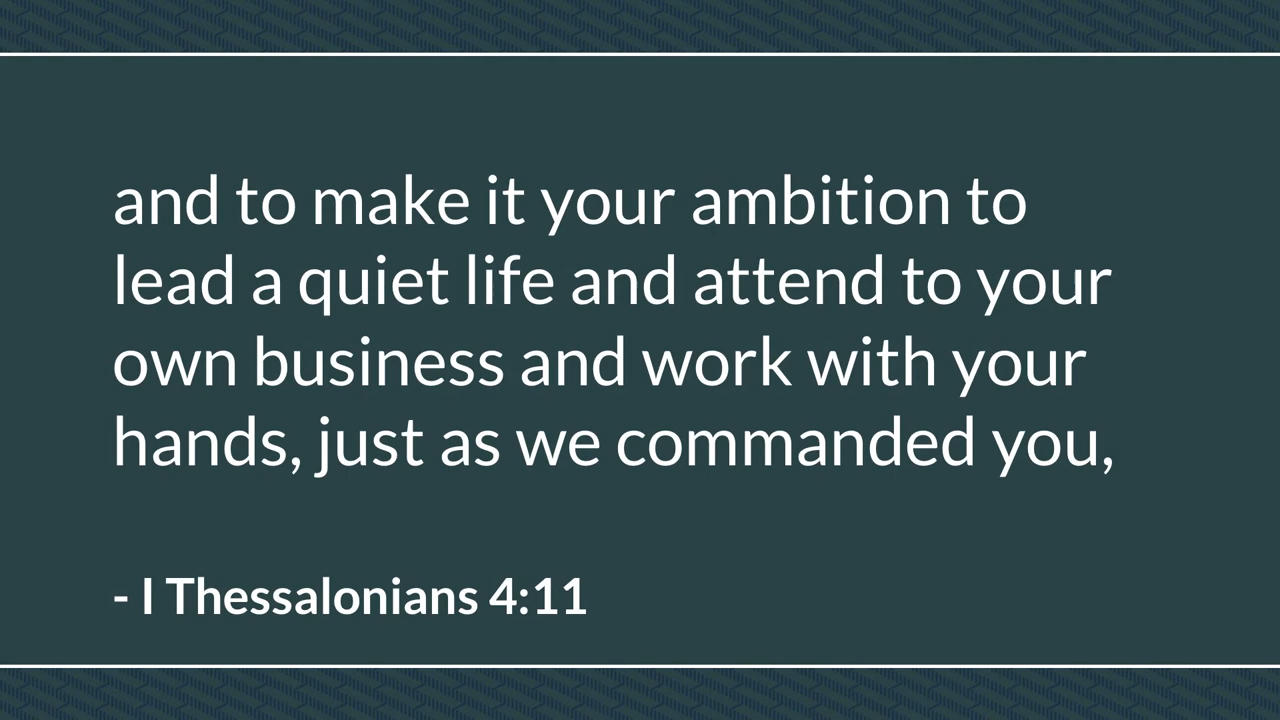 and to make it your ambition to
lead a quiet life and attend to your
own business and work with your
hands, just as we commanded you,
- I Thessalonians 4:11